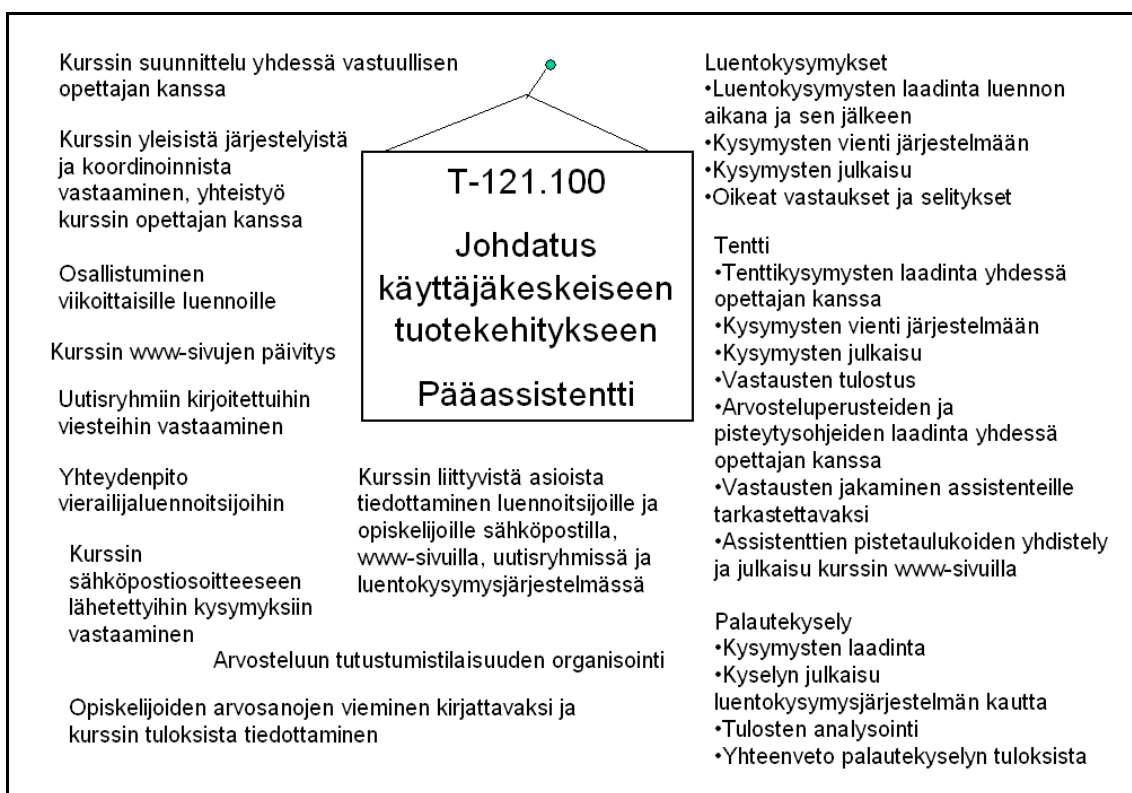 Kurssin suunnittelu yhdessä vastuullisen
opettajan kanssa
Kurssin yleisistä järjestelyistä
ja koordinoinnista
vastaaminen, yhteistyö
kurssin opettajan kanssa
Osallistuminen
viikoittaisille luennoille
Kurssin www-sivujen päivitys
Uutisryhmiin kirjoitettuihin
viesteihin vastaaminen
Yhteydenpito
vierailijaluennoitsijoihin
Kurssin
sähköpostiosoitteeseen
lähetettyihin kysymyksiin
vastaaminen
T-121.100
Johdatus
käyttäjäkeskeiseen
tuotekehitykseen
Pääassistentti
Kurssin liittyvistä asioista
tiedottaminen luennoitsijoille ja
opiskelijoille sähköpostilla,
www-sivuilla, uutisryhmissä ja
luentokysymysjärjestelmässä
Arvosteluun tutustumistilaisuuden organisointi
Opiskelijoiden arvosanojen vieminen kirjattavaksi ja
kurssin tuloksista tiedottaminen
Luentokysymykset
•Luentokysymysten laadinta luennon
aikana ja sen jälkeen
•Kysymysten vienti järjestelmään
•Kysymysten julkaisu
•Oikeat vastaukset ja selitykset
Tentti
•Tenttikysymysten laadinta yhdessä
opettajan kanssa
•Kysymysten vienti järjestelmään
•Kysymysten julkaisu
•Vastausten tulostus
•Arvosteluperusteiden ja
pisteytysohjeiden laadinta yhdessä
opettajan kanssa
•Vastausten jakaminen assistenteille
tarkastettavaksi
•Assistenttien pistetaulukoiden yhdistely
ja julkaisu kurssin www-sivuilla
Palautekysely
•Kysymysten laadinta
•Kyselyn julkaisu
luentokysymysjärjestelmän kautta
•Tulosten analysointi
•Yhteenveto palautekyselyn tuloksista